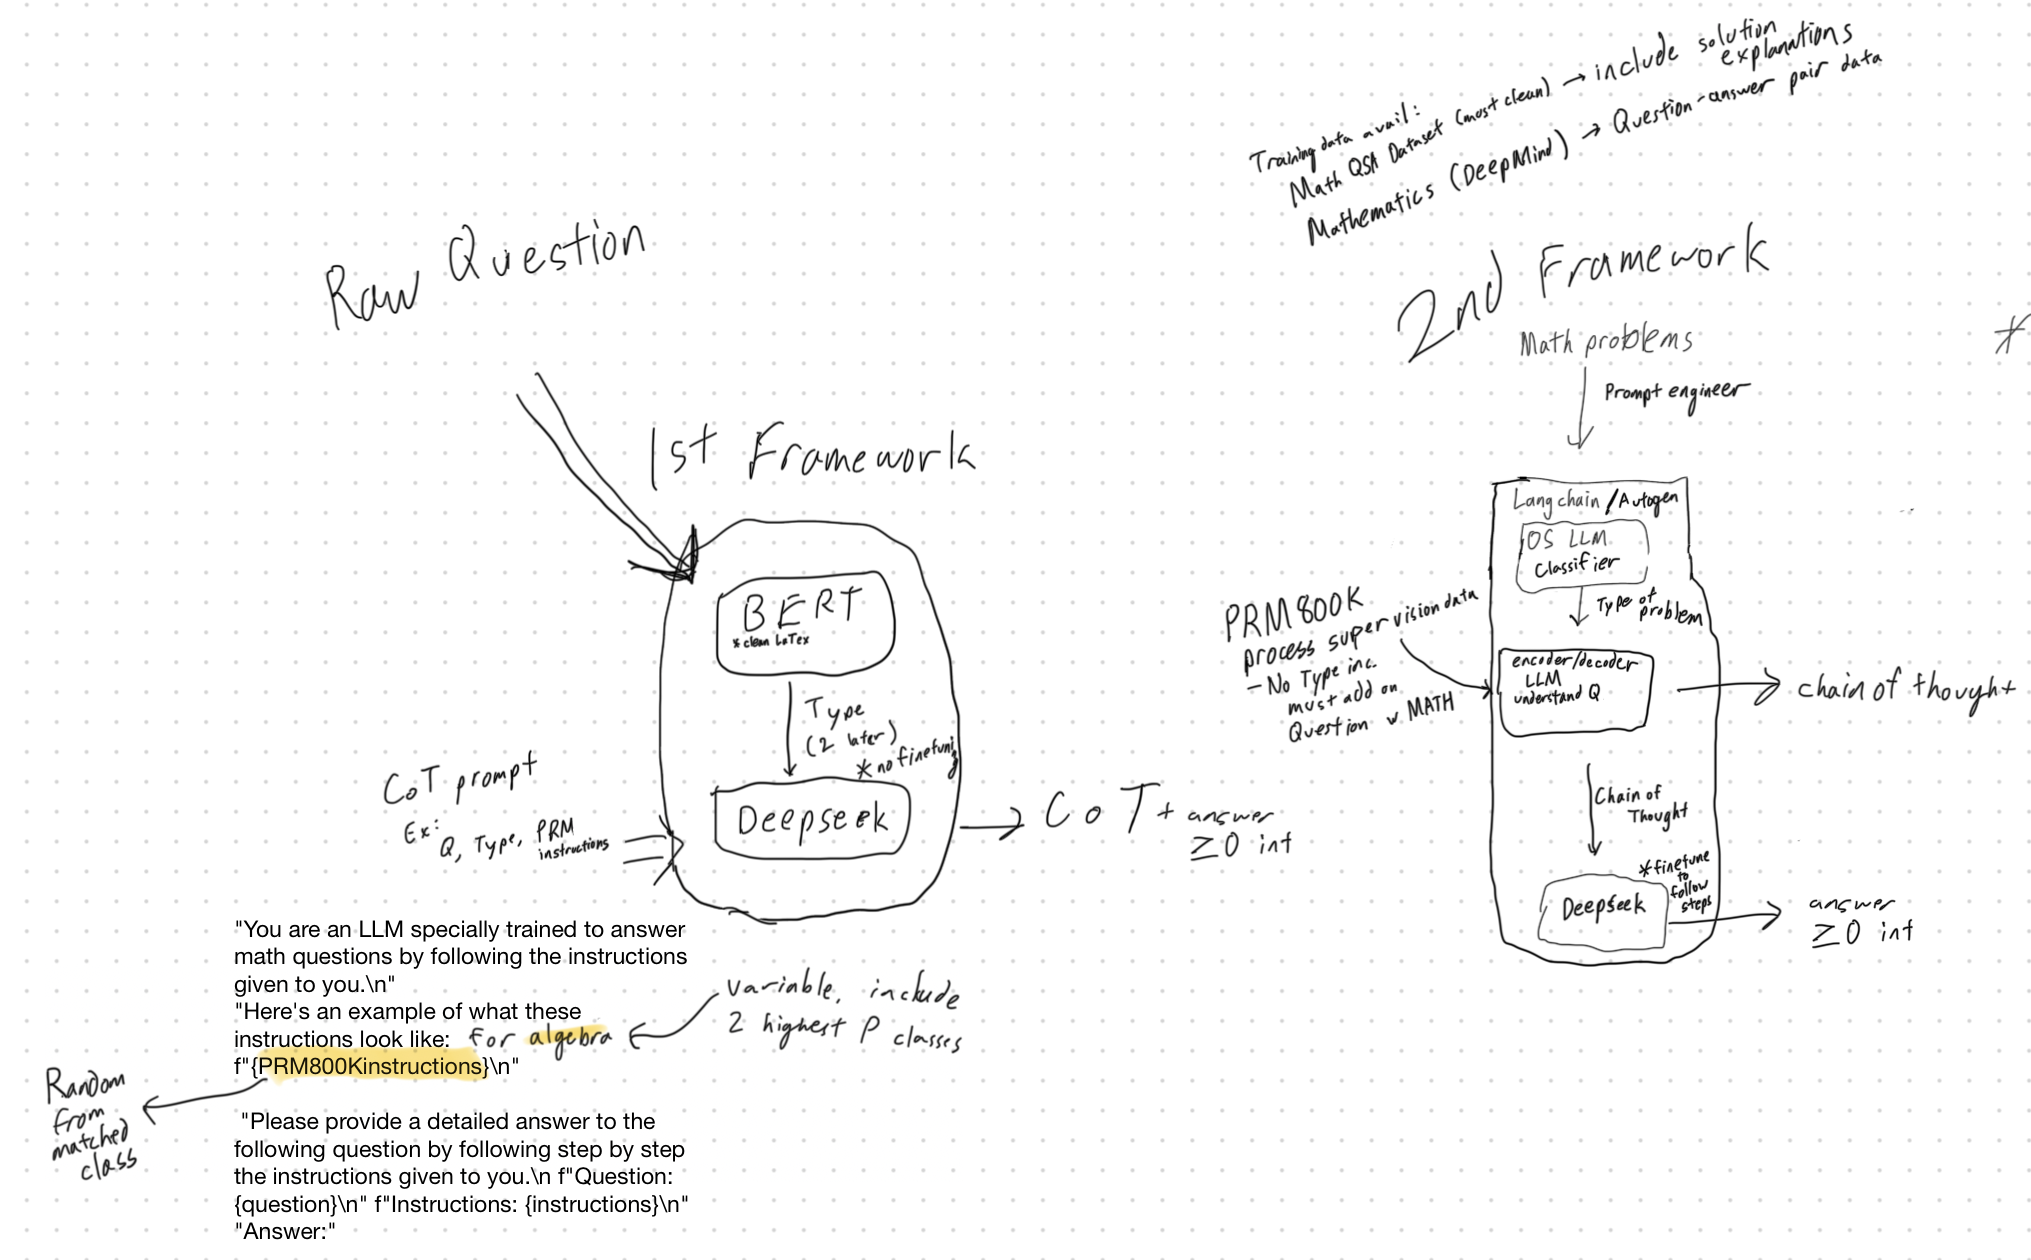 Training data avail:
Math QSA Dataset (most clean) → include solution explanations
Mathematics (DeepMind) → Question-answer pair data
Raw Question
1st Framework
BERT
* clean LaTex
Type
(2 later)
* no finetuning
Deepseek
CoT prompt
Ex:
Q, Type, PRM
instructions
CoT + answer
≥0 int
"You are an LLM specially trained to answer
math questions by following the instructions
given to you.\n"
"Here's an example of what these
instructions look like: for algebra
f"{PRM800Kinstructions}\n"
variable, include
2 highest P classes
Random
from
matched
class
"Please provide a detailed answer to the
following question by following step by step
the instructions given to you.\n f"Question:
{question}\n" f"Instructions: {instructions}\n"
"Answer:"
2nd Framework
*
Math problems
Prompt engineer
Langchain / Autogen
OS LLM
Classifier
Type of
problem
PRM800K
process supervision data
- No Type inc.
must add on
Question w MATH
encoder/decoder
LLM
understand Q
chain of thought
Chain of
Thought
* finetune
to
follow
steps
Deepseek
answer
≥0 int